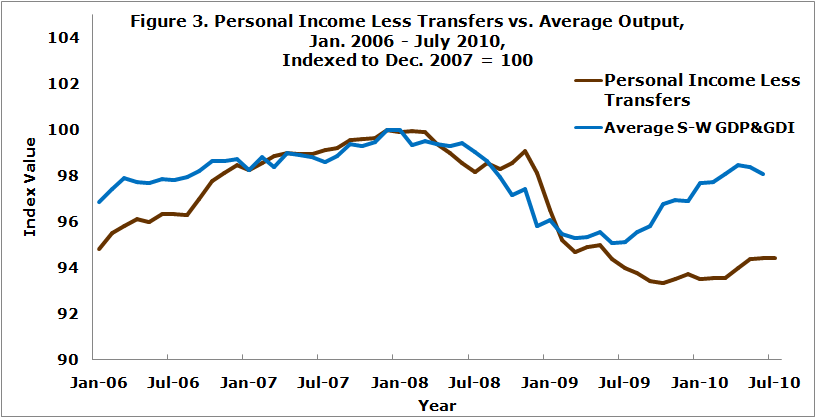 Figure 3. Personal Income Less Transfers vs. Average Output,
Jan. 2006 - July 2010,
Indexed to Dec. 2007 = 100
104
102
100
98
96
94
92
90
Index Value
Personal Income Less
Transfers
Average S-W GDP&GDI
Jan-06 Jul-06 Jan-07 Jul-07 Jan-08 Jul-08 Jan-09 Jul-09 Jan-10 Jul-10
Year